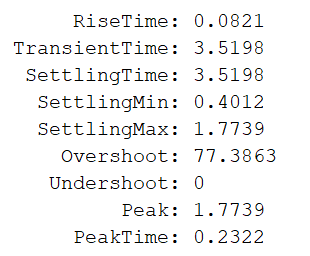 RiseTime: 0.0821
TransientTime: 3.5198
SettlingTime: 3.5198
SettlingMin: 0.4012
SettlingMax: 1.7739
Overshoot: 77.3863
Undershoot: 0
Peak: 1.7739
PeakTime: 0.2322